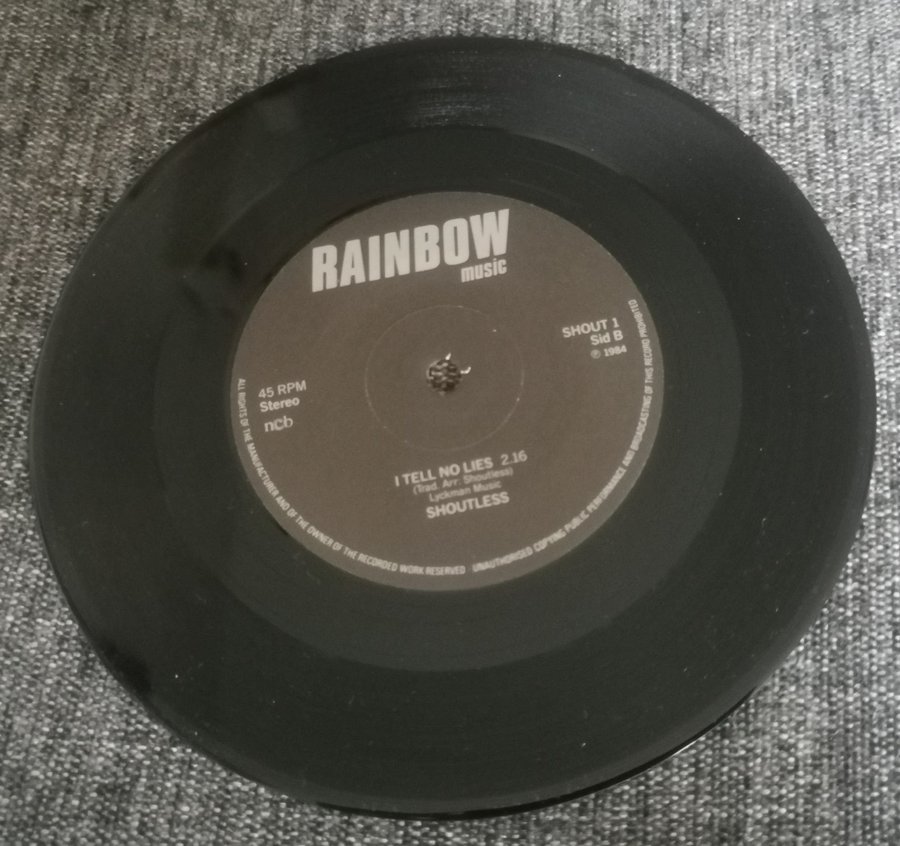 RAINBOW
music
SHOUT 1
Sid B
℗ 1984
45 RPM
Stereo
ncb
I TELL NO LIES 2.16
(Trad. Arr: Shoutless)
Lyckman Music
SHOUTLESS
ALL RIGHTS OF THE MANUFACTURER AND OF THE OWNER OF THE RECORDED WORK RESERVED UNAUTHORISED COPYING PUBLIC PERFORMANCE AND BROADCASTING OF THIS RECORD PROHIBITED